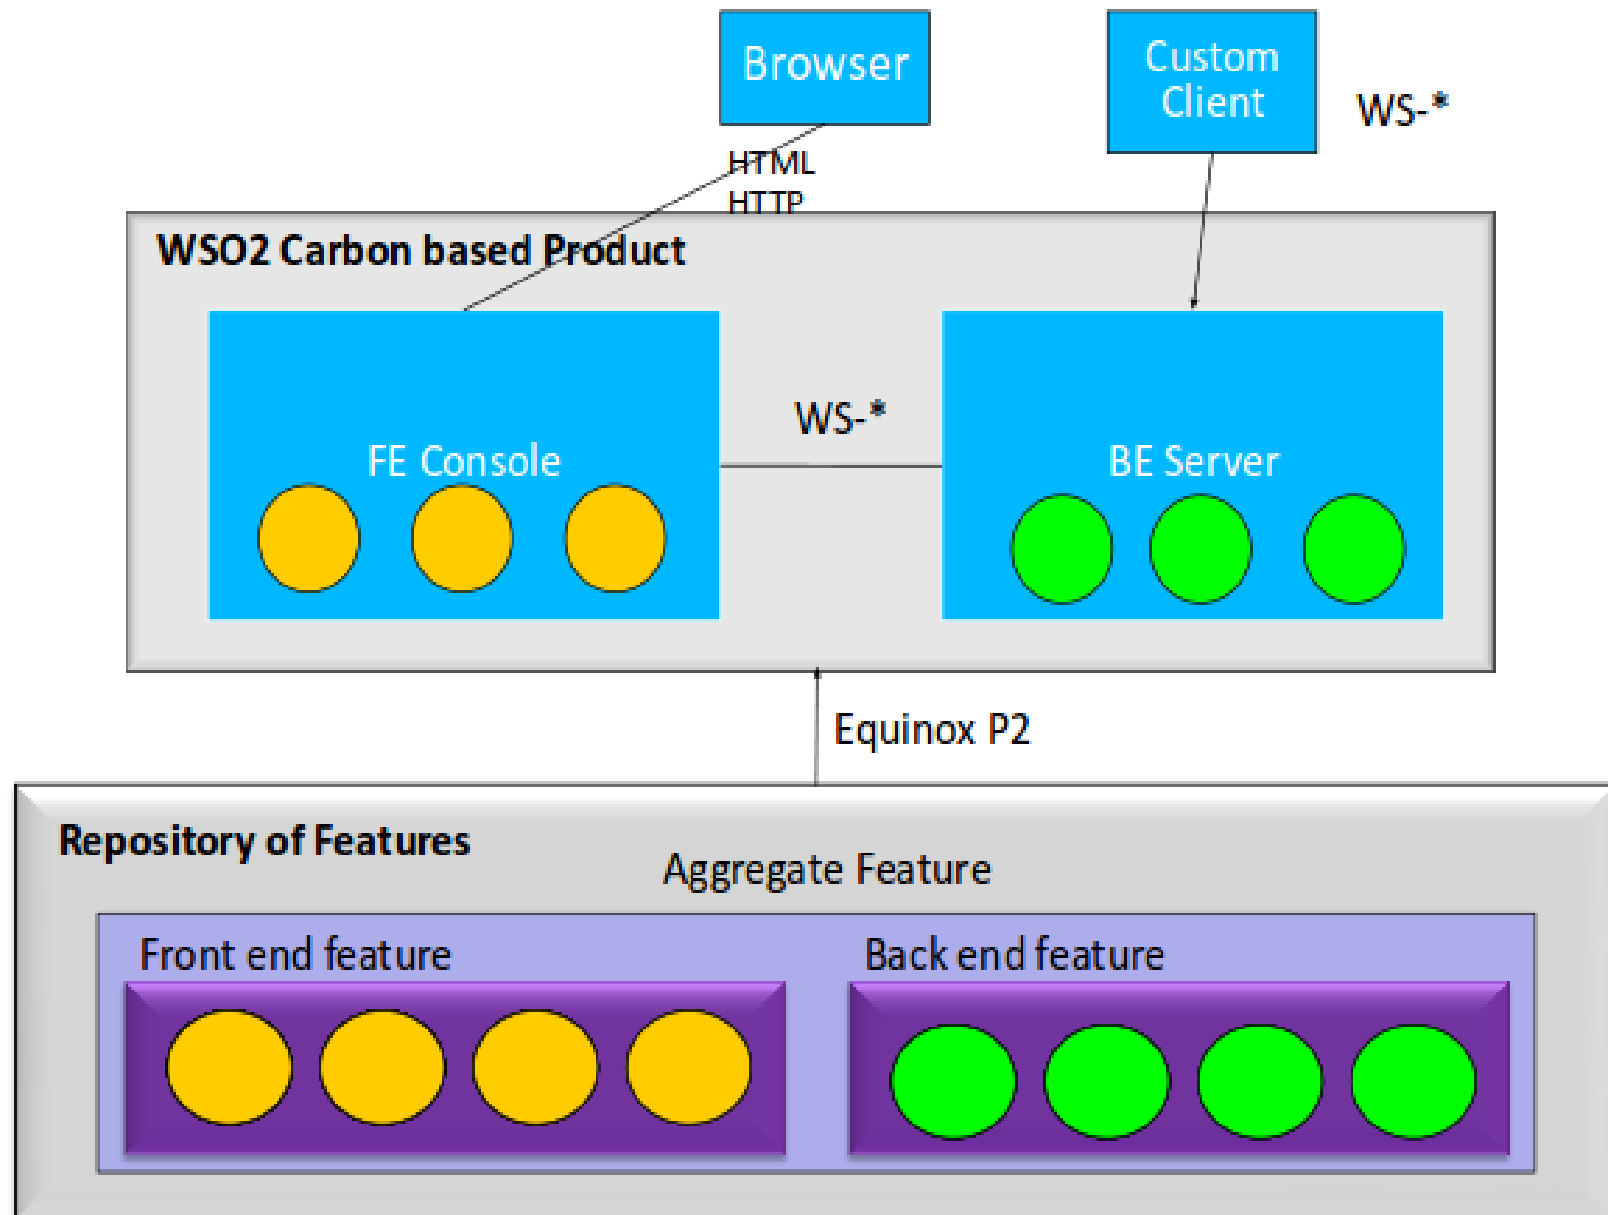 Browser
Custom
Client
WS-*
HTML
HTTP
WSO2 Carbon based Product
WS-*
FE Console
BE Server
Equinox P2
Repository of Features
Aggregate Feature
Front end feature
Back end feature